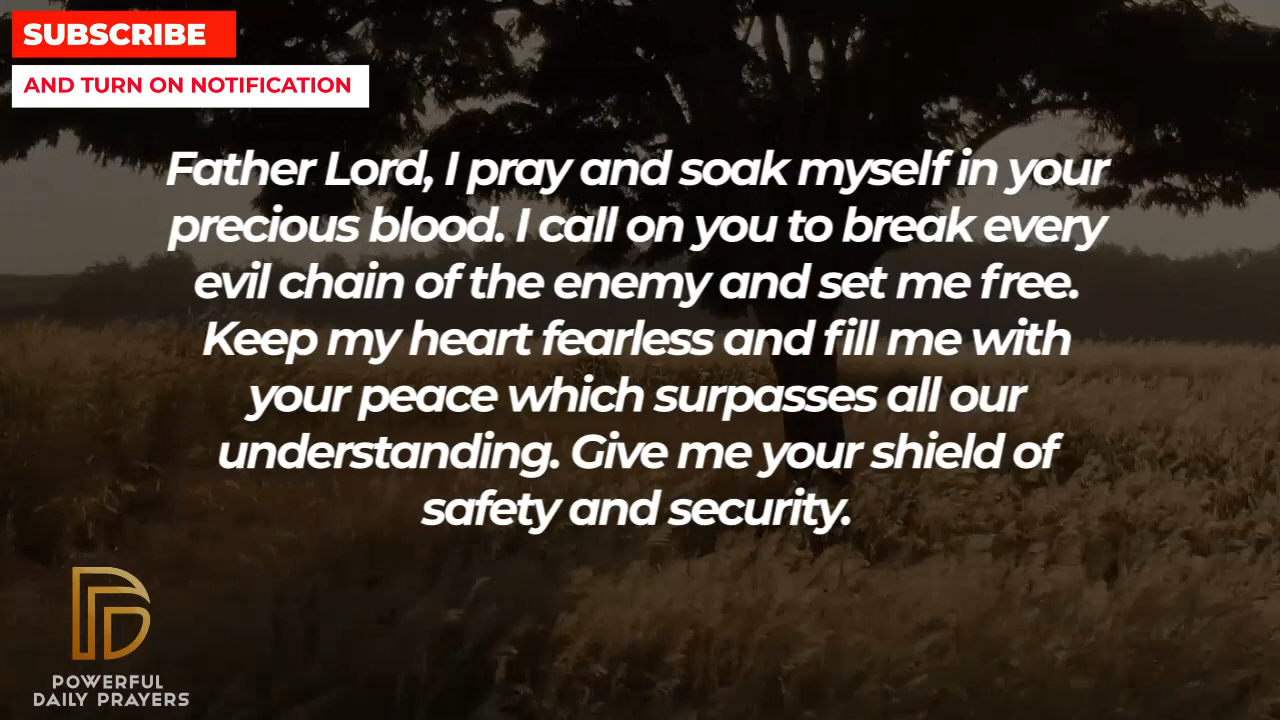 SUBSCRIBE
AND TURN ON NOTIFICATION
Father Lord, I pray and soak myself in your
precious blood. I call on you to break every
evil chain of the enemy and set me free.
Keep my heart fearless and fill me with
your peace which surpasses all our
understanding. Give me your shield of
safety and security.
POWERFUL
DAILY PRAYERS